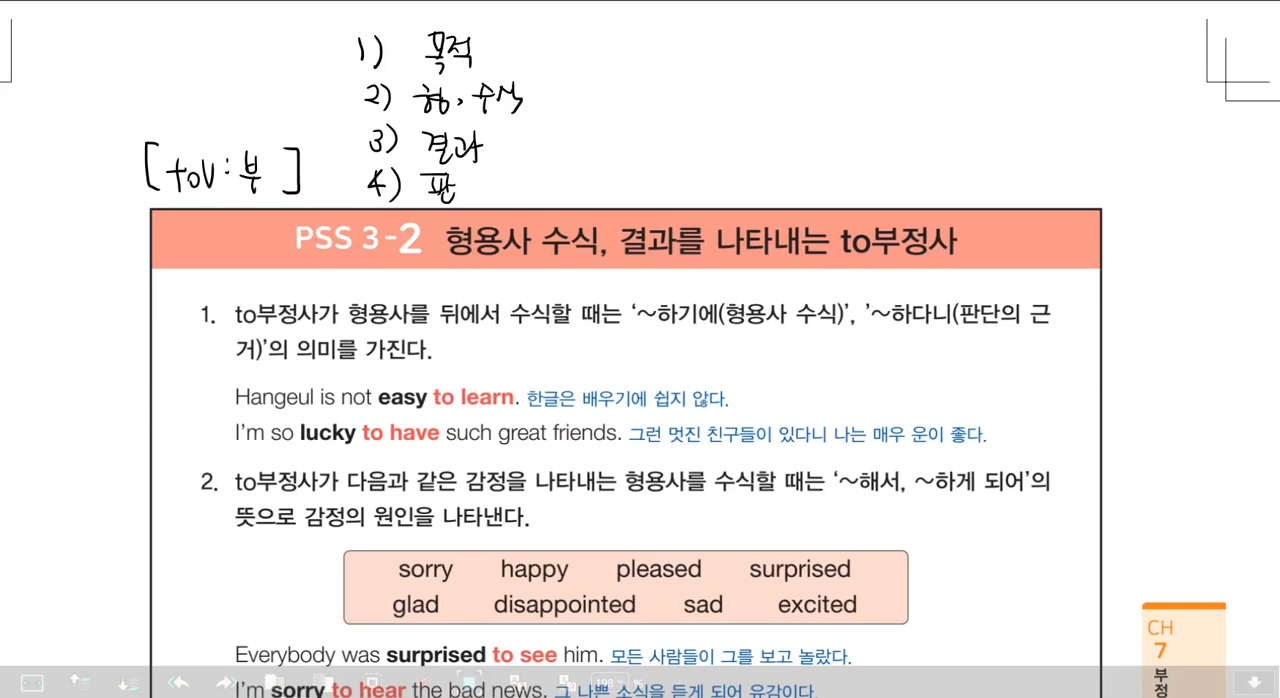 1) 목적
2) 형. 수식
3) 결과
[toV:부]
4) 판
PSS 3-2 형용사 수식, 결과를 나타내는 to부정사
1. to부정사가 형용사를 뒤에서 수식할 때는 ‘~하기에(형용사 수식)’, ’~하다니(판단의 근
거)’의 의미를 가진다.
Hangeul is not easy to learn. 한글은 배우기에 쉽지 않다.
I’m so lucky to have such great friends. 그런 멋진 친구들이 있다니 나는 매우 운이 좋다.
2. to부정사가 다음과 같은 감정을 나타내는 형용사를 수식할 때는 ‘~해서, ~하게 되어’의
뜻으로 감정의 원인을 나타낸다.
sorry happy pleased surprised
glad disappointed sad excited
CH
7
부
정
Everybody was surprised to see him. 모든 사람들이 그를 보고 놀랐다.
I’m sorry to hear the bad news. 그 나쁜 소식을 듣게 되어 유감이다.